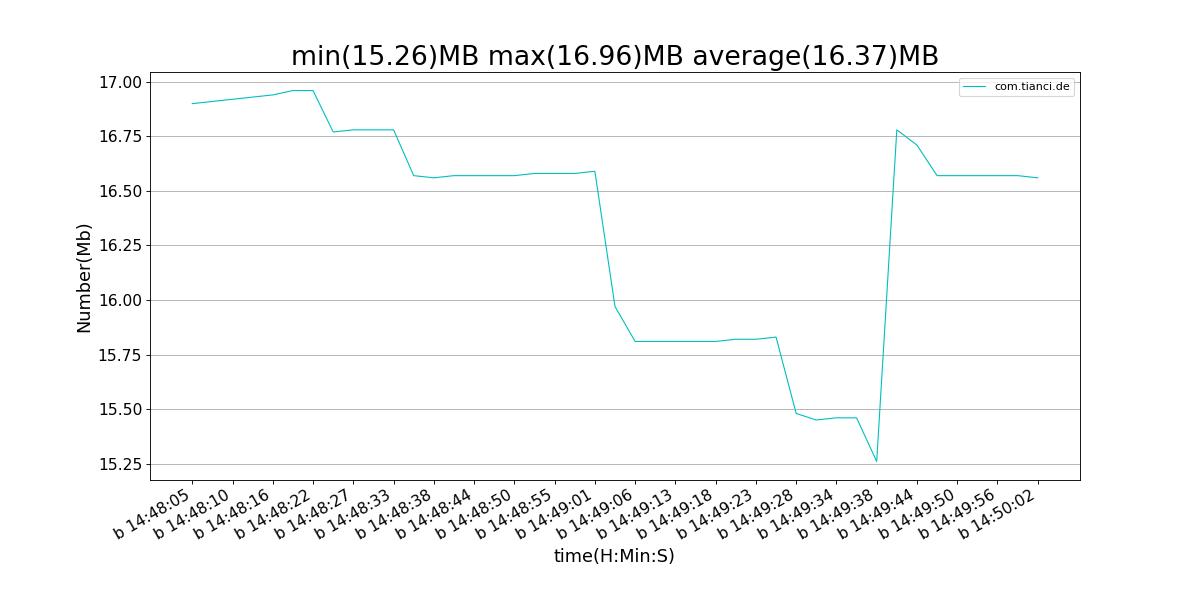 min(15.26)MB max(16.96)MB average(16.37)MB
com.tianci.de
17.00
16.75
16.50
16.25
16.00
15.75
15.50
15.25
Number(Mb)
b 14:48:05
b 14:48:10
b 14:48:16
b 14:48:22
b 14:48:27
b 14:48:33
b 14:48:38
b 14:48:44
b 14:48:50
b 14:48:55
b 14:49:01
b 14:49:06
b 14:49:13
b 14:49:18
b 14:49:23
b 14:49:28
b 14:49:34
b 14:49:38
b 14:49:44
b 14:49:50
b 14:49:56
b 14:50:02
time(H:Min:S)